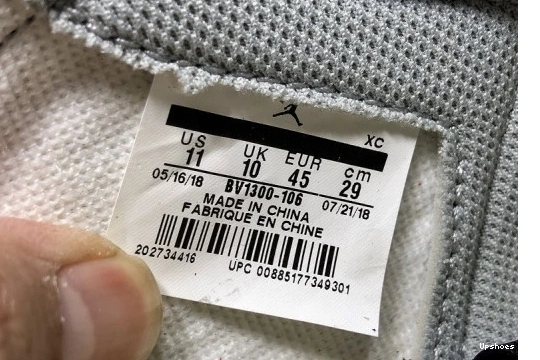 XC
US UK EUR cm
11 10 45 29
05/16/18 BV1300-106 07/21/18
MADE IN CHINA
FABRIQUE EN CHINE
202734416 UPC 00885177349301
Upshoes